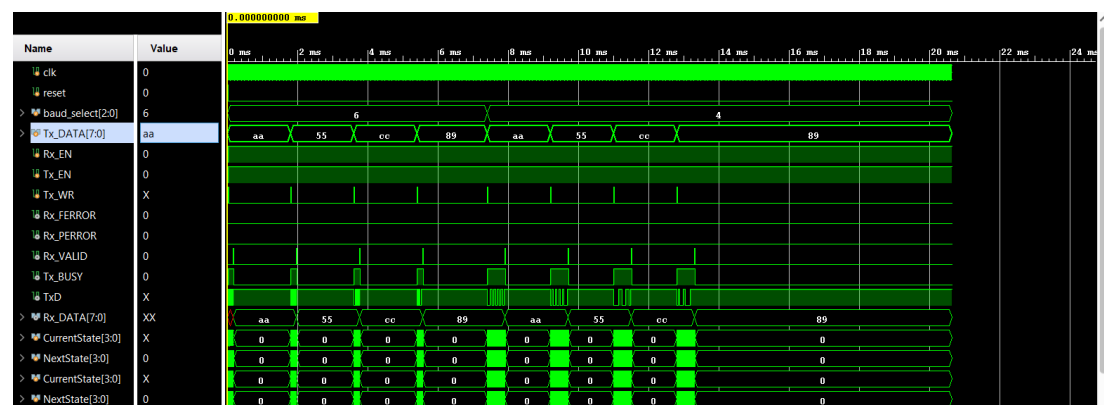 0.000000000 ms
Name Value
0 ms 2 ms 4 ms 6 ms 8 ms 10 ms 12 ms 14 ms 16 ms 18 ms 20 ms 22 ms 24 ms
clk 0
reset 0
baud_select[2:0] 6 6 4
Tx_DATA[7:0] aa aa 55 cc 89 aa 55 cc 89
Rx_EN 0
Tx_EN 0
Tx_WR X
Rx_FERROR 0
Rx_PERROR 0
Rx_VALID 0
Tx_BUSY 0
TxD X
Rx_DATA[7:0] XX aa 55 cc 89 aa 55 cc 89
CurrentState[3:0] X 0 0 0 0 0 0 0 0
NextState[3:0] 0 0 0 0 0 0 0 0 0
CurrentState[3:0] X 0 0 0 0 0 0 0 0
NextState[3:0] 0 0 0 0 0 0 0 0 0